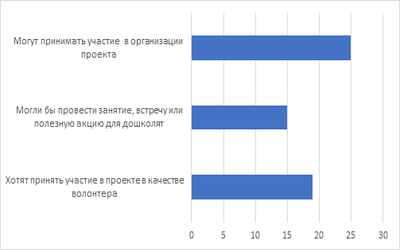 Могут принимать участие в организации
проекта
Могли бы провести занятие, встречу или
полезную акцию для дошколят
Хотят принять участие в проекте в качестве
волонтера
0 5 10 15 20 25 30